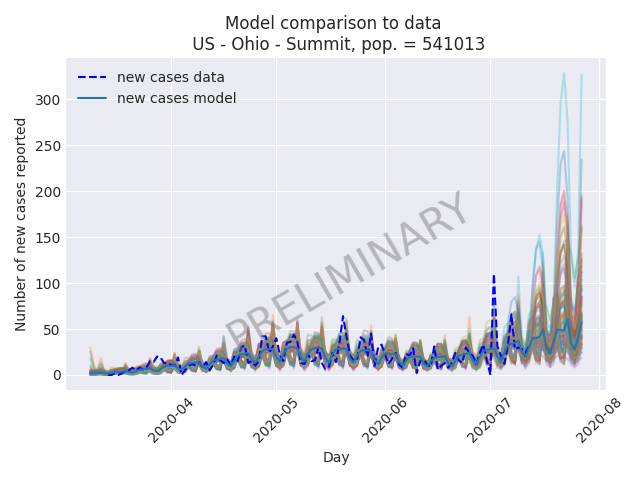 Model comparison to data
US - Ohio - Summit, pop. = 541013
new cases data
new cases model
PRELIMINARY
Number of new cases reported
300
250
200
150
100
50
0
2020-04
2020-05
2020-06
2020-07
2020-08
Day